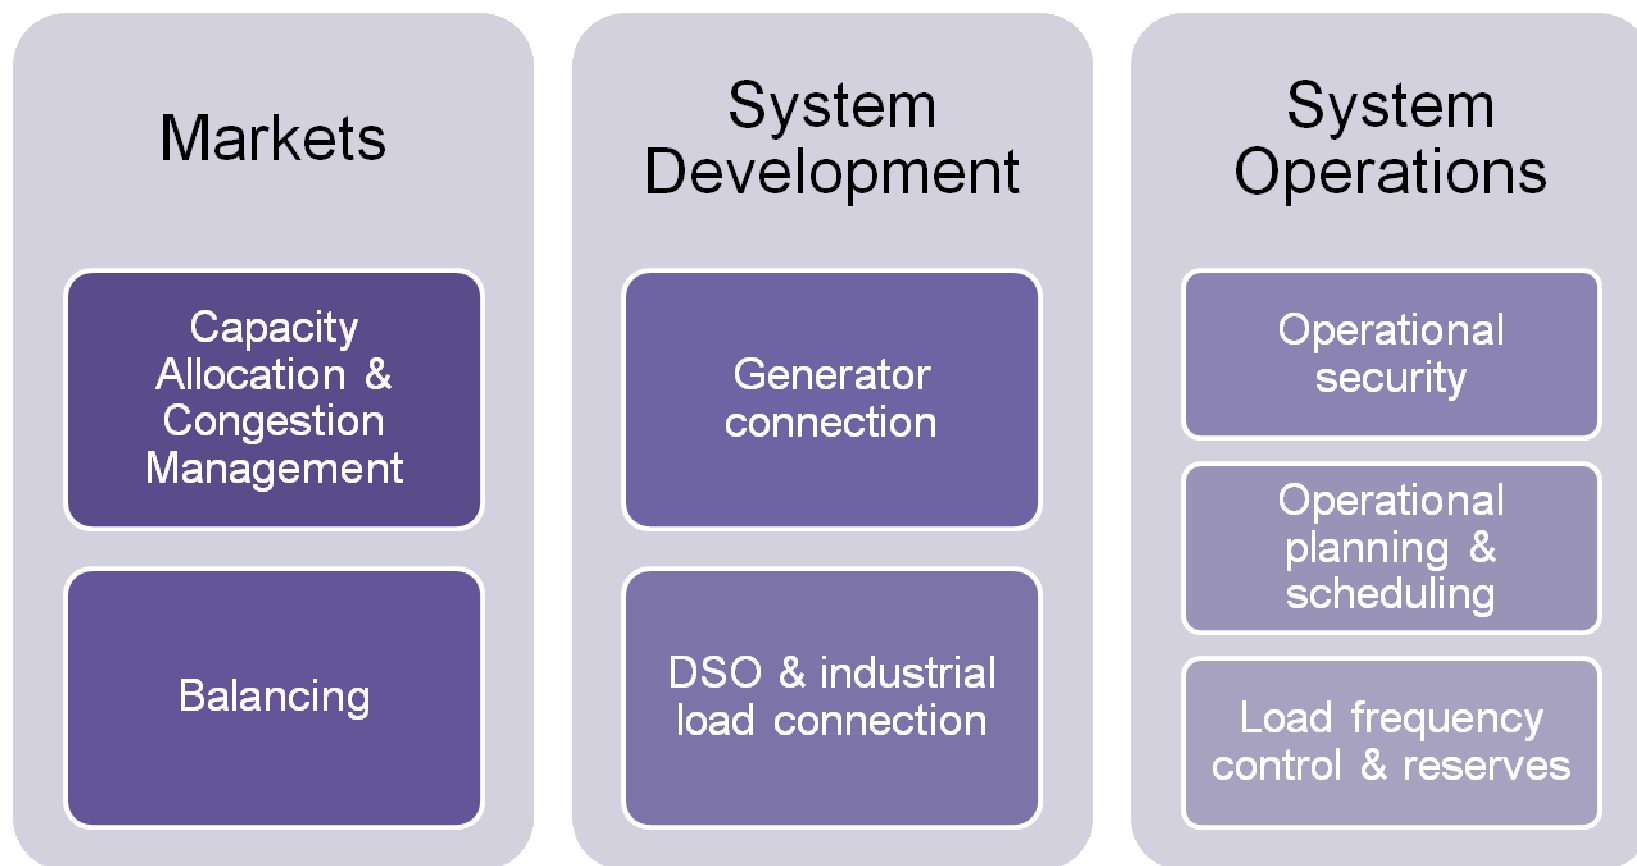 Markets
Capacity
Allocation &
Congestion
Management
Balancing
System
Development
Generator
connection
DSO & industrial
load connection
System
Operations
Operational
security
Operational
planning &
scheduling
Load frequency
control & reserves